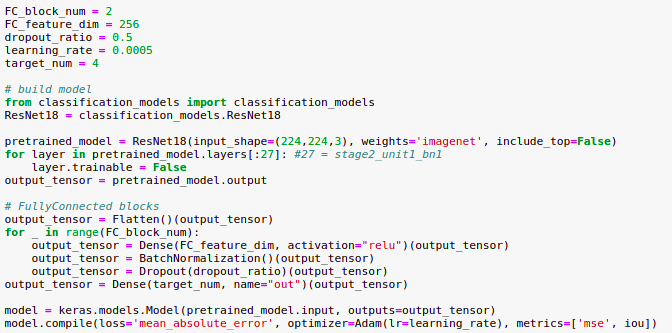 FC_block_num = 2
FC_feature_dim = 256
dropout_ratio = 0.5
learning_rate = 0.0005
target_num = 4

# build model
from classification_models import classification_models
ResNet18 = classification_models.ResNet18

pretrained_model = ResNet18(input_shape=(224,224,3), weights='imagenet', include_top=False)
for layer in pretrained_model.layers[:27]: #27 = stage2_unit1_bn1
    layer.trainable = False
output_tensor = pretrained_model.output

# FullyConnected blocks
output_tensor = Flatten()(output_tensor)
for _ in range(FC_block_num):
    output_tensor = Dense(FC_feature_dim, activation="relu")(output_tensor)
    output_tensor = BatchNormalization()(output_tensor)
    output_tensor = Dropout(dropout_ratio)(output_tensor)
output_tensor = Dense(target_num, name="out")(output_tensor)

model = keras.models.Model(pretrained_model.input, outputs=output_tensor)
model.compile(loss='mean_absolute_error', optimizer=Adam(lr=learning_rate), metrics=['mse', iou])